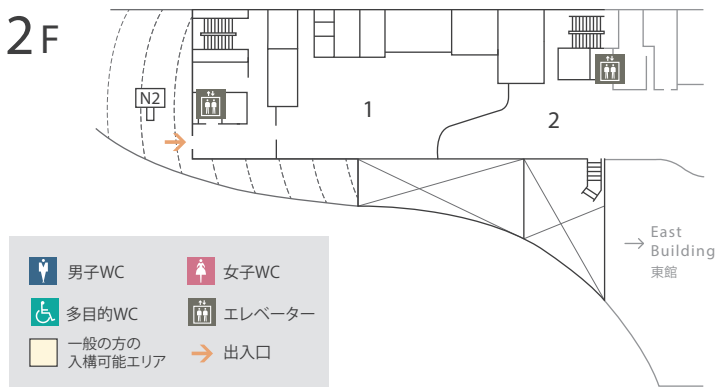 2F
N2
1
2
East
Building
東館
男子WC
女子WC
多目的WC
エレベーター
一般の方の
入構可能エリア
出入口